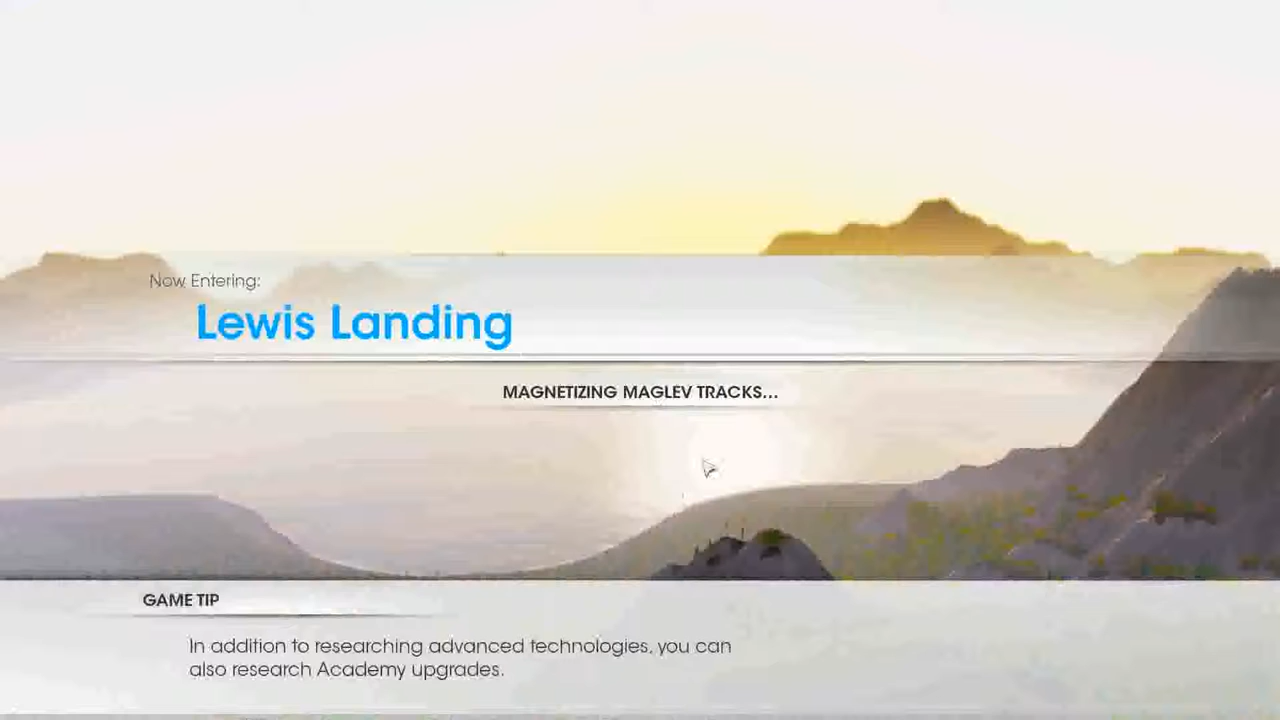 Now Entering:
Lewis Landing
MAGNETIZING MAGLEV TRACKS...
GAME TIP
In addition to researching advanced technologies, you can
also research Academy upgrades.